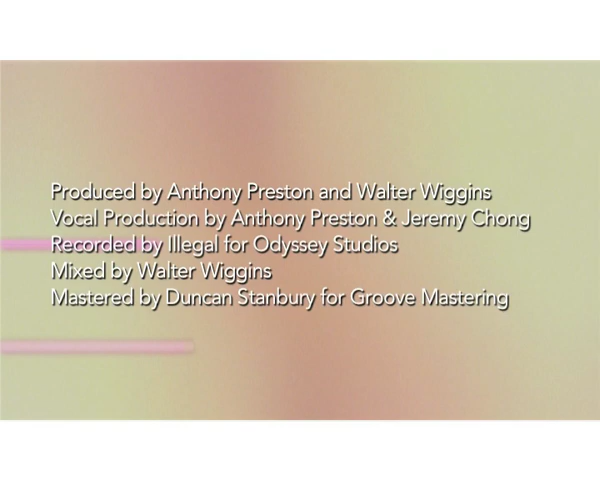 Produced by Anthony Preston and Walter Wiggins
Vocal Production by Anthony Preston & Jeremy Chong
Recorded by Illegal for Odyssey Studios
Mixed by Walter Wiggins
Mastered by Duncan Stanbury for Groove Mastering